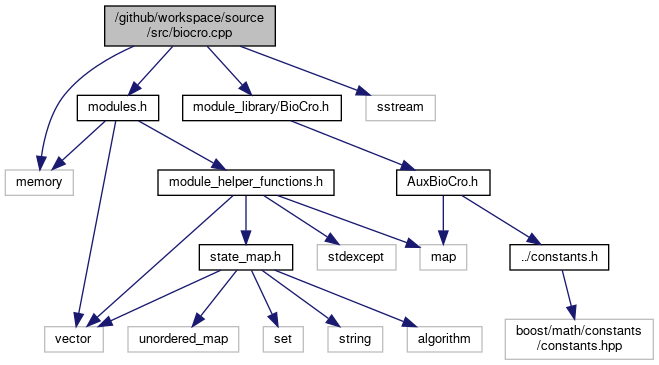 /github/workspace/source
/src/biocro.cpp
modules.h
module_library/BioCro.h
sstream
memory
module_helper_functions.h
AuxBioCro.h
state_map.h
stdexcept
map
../constants.h
vector
unordered_map
set
string
algorithm
boost/math/constants
/constants.hpp